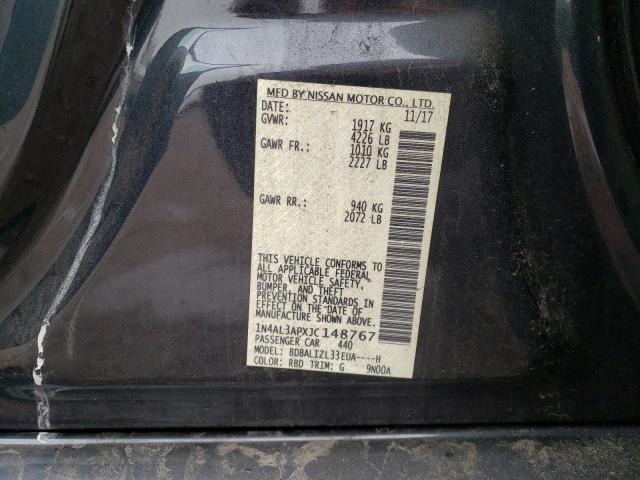 MFD BY NISSAN MOTOR CO., LTD.
DATE: 11/17
GVWR: 1917 KG
4226 LB
GAWR FR.: 1010 KG
2227 LB
GAWR RR.: 940 KG
2072 LB
THIS VEHICLE CONFORMS TO
ALL APPLICABLE FEDERAL
MOTOR VEHICLE SAFETY,
BUMPER, AND THEFT
PREVENTION STANDARDS IN
EFFECT ON THE DATE OF
MANUFACTURE SHOWN ABOVE.
1N4AL3APXJC148767
PASSENGER CAR 440
MODEL: BDBALIZL33EUA----H
COLOR: RBD TRIM: G 9N00A